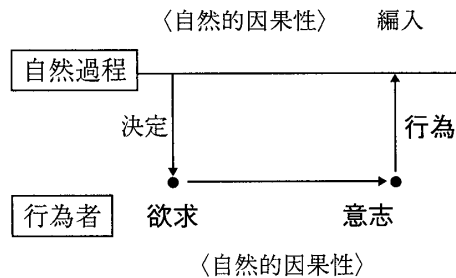 〈自然的因果性〉 編入
自然過程
決定 行為
行為者 欲求 意志
〈自然的因果性〉